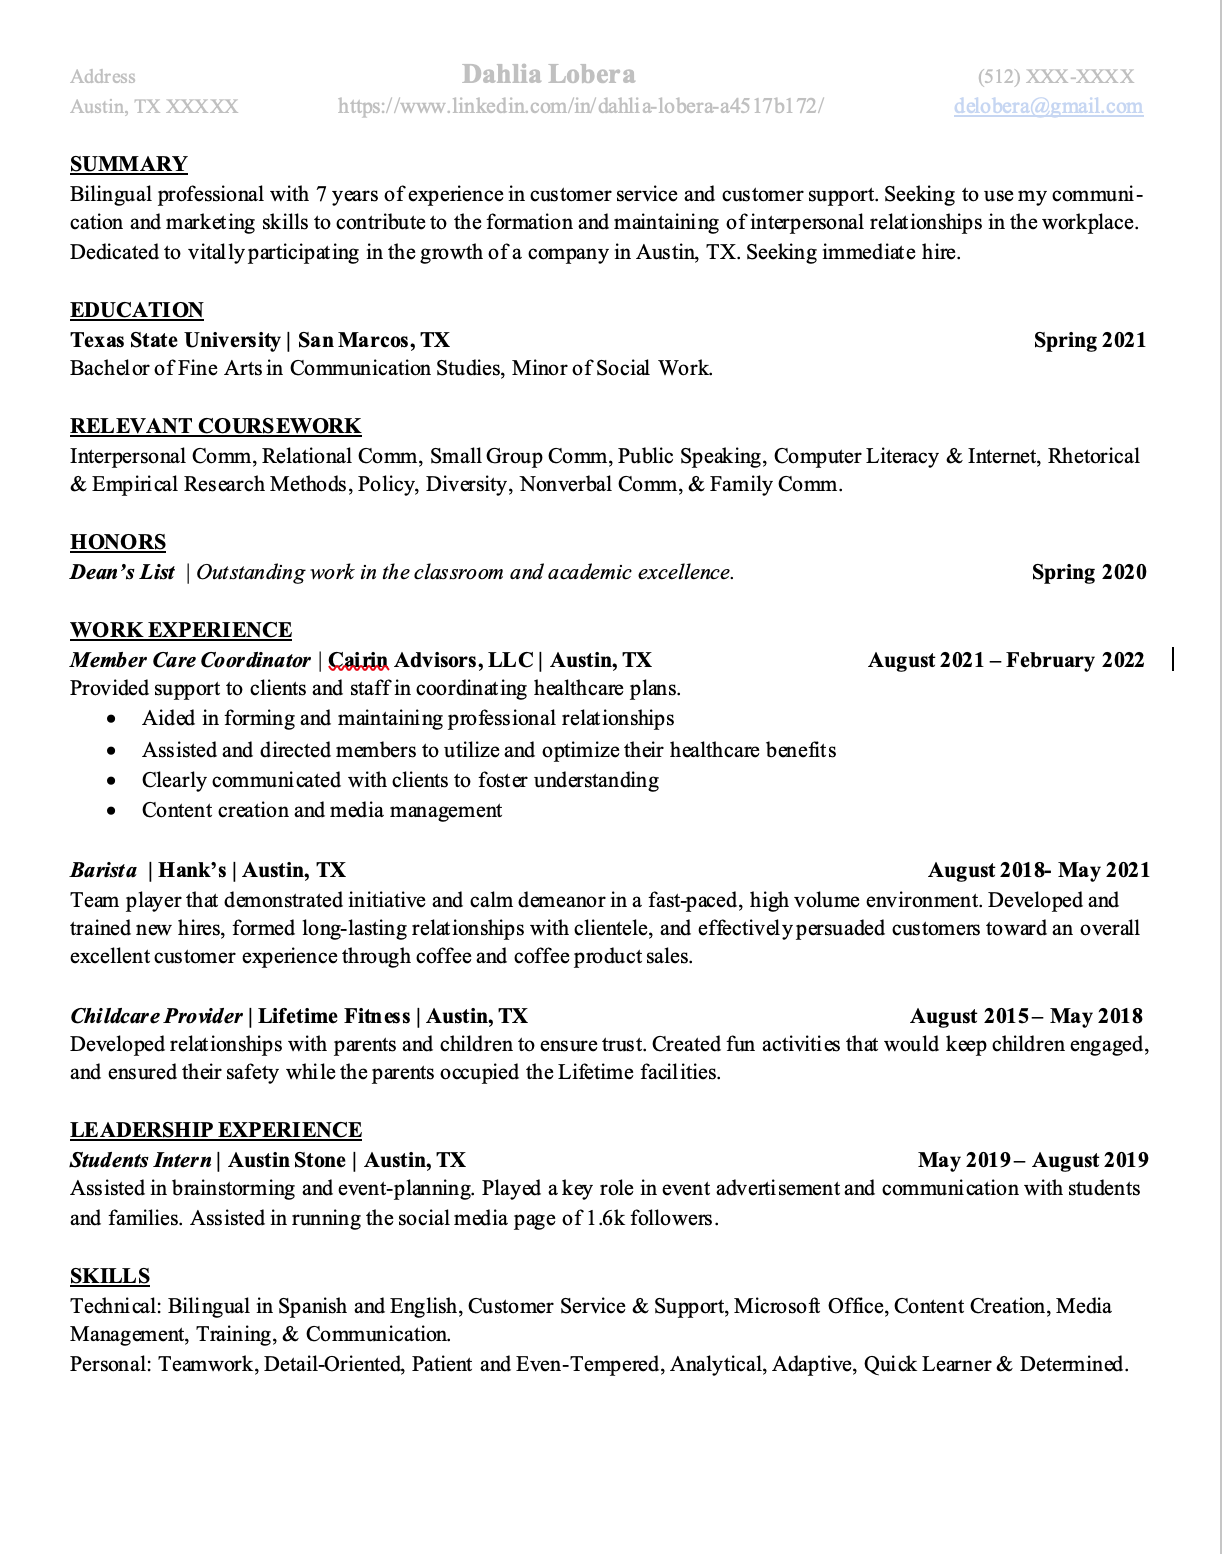 Address Dahlia Lobera (512) XXX-XXXX
Austin, TX XXXXX https://www.linkedin.com/in/dahlia-lobera-a4517b172/ delobera@gmail.com
SUMMARY
Bilingual professional with 7 years of experience in customer service and customer support. Seeking to use my communi-
cation and marketing skills to contribute to the formation and maintaining of interpersonal relationships in the workplace.
Dedicated to vitally participating in the growth of a company in Austin, TX. Seeking immediate hire.
EDUCATION
Texas State University | San Marcos, TX Spring 2021
Bachelor of Fine Arts in Communication Studies, Minor of Social Work.
RELEVANT COURSEWORK
Interpersonal Comm, Relational Comm, Small Group Comm, Public Speaking, Computer Literacy & Internet, Rhetorical
& Empirical Research Methods, Policy, Diversity, Nonverbal Comm, & Family Comm.
HONORS
Dean's List | Outstanding work in the classroom and academic excellence. Spring 2020
WORK EXPERIENCE
Member Care Coordinator | Cairin Advisors, LLC | Austin, TX August 2021 – February 2022
Provided support to clients and staff in coordinating healthcare plans.
• Aided in forming and maintaining professional relationships
• Assisted and directed members to utilize and optimize their healthcare benefits
• Clearly communicated with clients to foster understanding
• Content creation and media management
Barista | Hank's | Austin, TX August 2018- May 2021
Team player that demonstrated initiative and calm demeanor in a fast-paced, high volume environment. Developed and
trained new hires, formed long-lasting relationships with clientele, and effectively persuaded customers toward an overall
excellent customer experience through coffee and coffee product sales.
Childcare Provider | Lifetime Fitness | Austin, TX August 2015 – May 2018
Developed relationships with parents and children to ensure trust. Created fun activities that would keep children engaged,
and ensured their safety while the parents occupied the Lifetime facilities.
LEADERSHIP EXPERIENCE
Students Intern | Austin Stone | Austin, TX May 2019 – August 2019
Assisted in brainstorming and event-planning. Played a key role in event advertisement and communication with students
and families. Assisted in running the social media page of 1.6k followers.
SKILLS
Technical: Bilingual in Spanish and English, Customer Service & Support, Microsoft Office, Content Creation, Media
Management, Training, & Communication.
Personal: Teamwork, Detail-Oriented, Patient and Even-Tempered, Analytical, Adaptive, Quick Learner & Determined.